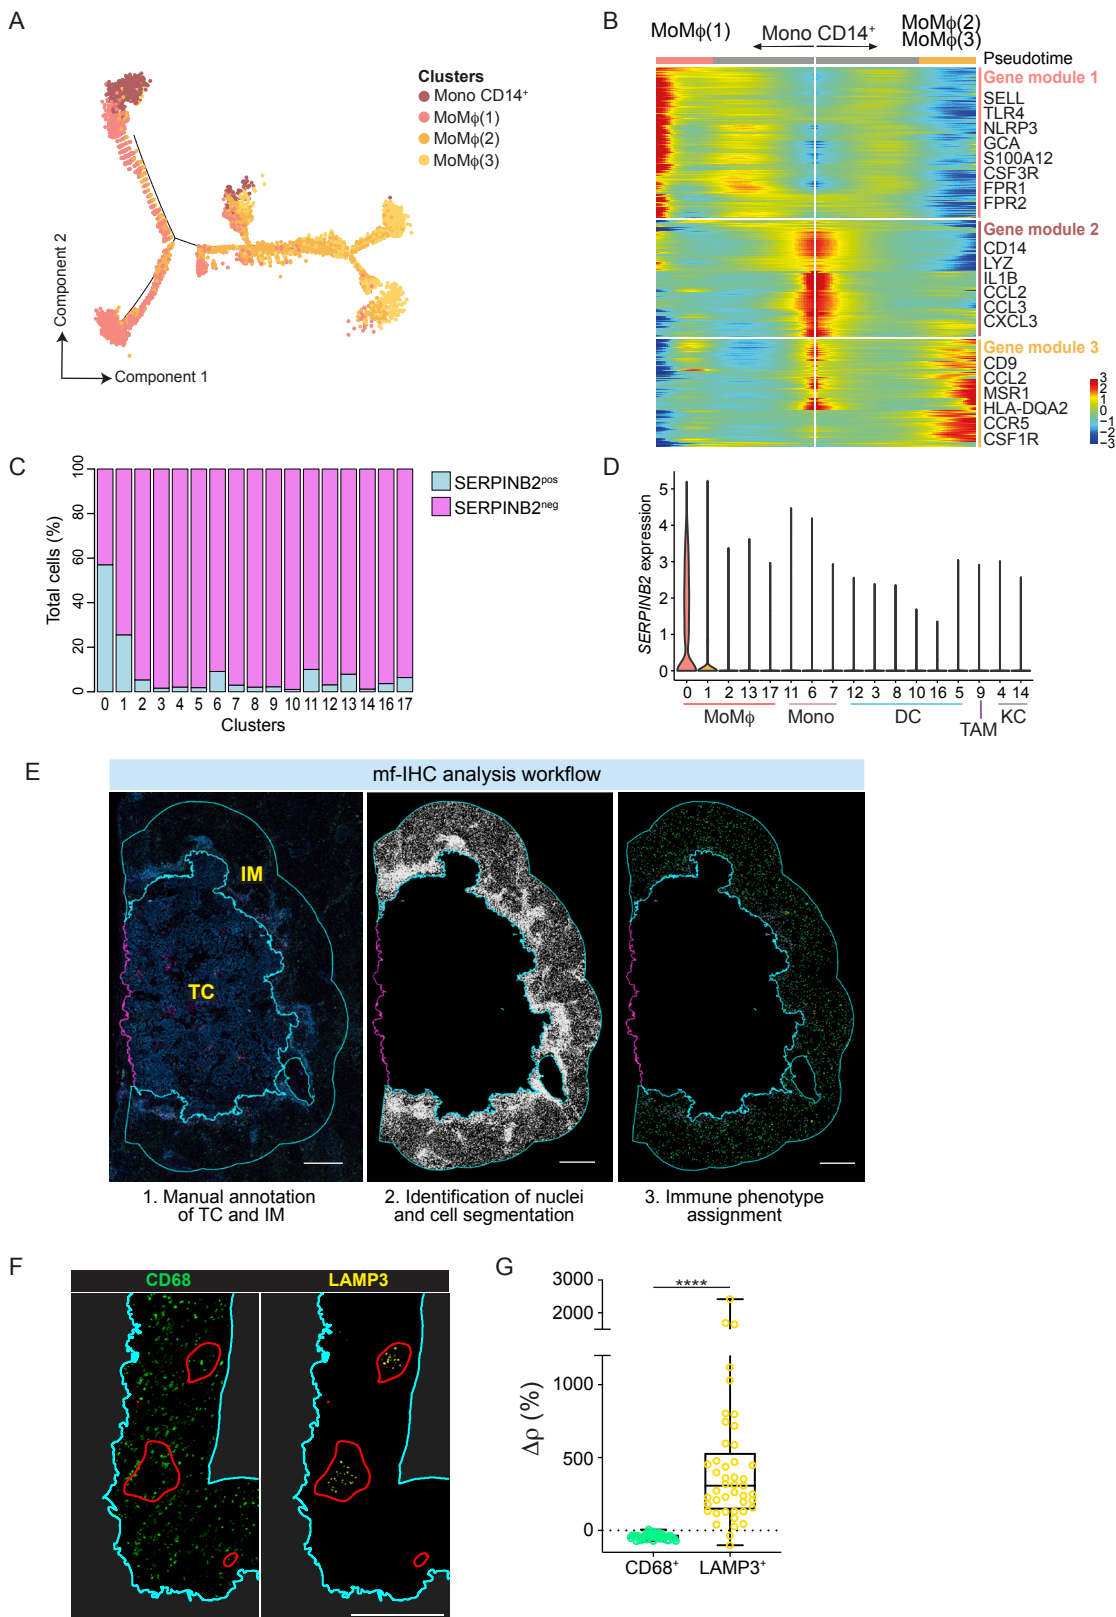 A
Clusters
Mono CD14⁺
MoMϕ(1)
MoMϕ(2)
MoMϕ(3)
Component 2
Component 1
B
MoMϕ(1)
Mono CD14⁺
MoMϕ(2)
MoMϕ(3)
Pseudotime
Gene module 1
SELL
TLR4
NLRP3
GCA
S100A12
CSF3R
FPR1
FPR2
Gene module 2
CD14
LYZ
IL1B
CCL2
CCL3
CXCL3
Gene module 3
CD9
CCL2
MSR1
HLA-DQA2
CCR5
CSF1R
3
2
1
0
−1
−2
−3
C
100
80
60
40
20
0
Total cells (%)
0 1 2 3 4 5 6 7 8 9 10 11 12 13 14 16 17
Clusters
SERPINB2ᵖᵒˢ
SERPINB2ⁿᵉᵍ
D
SERPINB2 expression
5
4
3
2
1
0
0 1 2 13 17 11 6 7 12 3 8 10 16 5 9 4 14
MoMϕ
Mono
DC
TAM
KC
E
mf-IHC analysis workflow
IM
TC
1. Manual annotation
of TC and IM
2. Identification of nuclei
and cell segmentation
3. Immune phenotype
assignment
F
CD68
LAMP3
G
3000
2000
1000
500
0
Δρ (%)
****
CD68⁺
LAMP3⁺